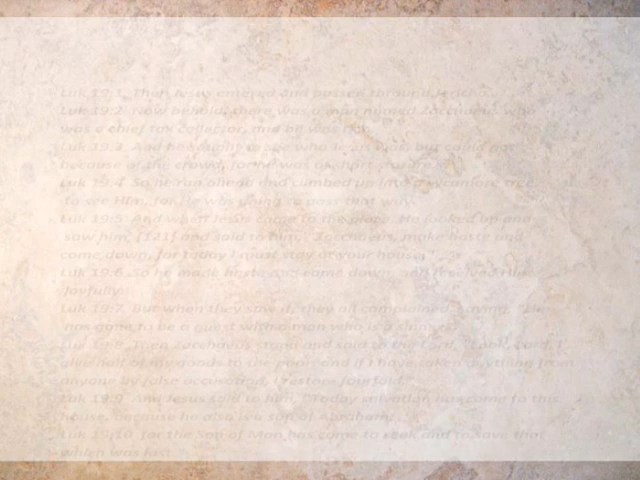 Luk 19:1 Then Jesus entered and passed through Jericho.
Luk 19:2 Now behold, there was a man named Zacchaeus who
was a chief tax collector, and he was rich.
Luk 19:3 And he sought to see who Jesus was, but could not
because of the crowd, for he was of short stature.
Luk 19:4 So he ran ahead and climbed up into a sycamore tree
to see Him, for He was going to pass that way.
Luk 19:5 And when Jesus came to the place, He looked up and
saw him, [121] and said to him, "Zacchaeus, make haste and
come down, for today I must stay at your house."
Luk 19:6 So he made haste and came down, and received Him
joyfully.
Luk 19:7 But when they saw it, they all complained, saying, "He
has gone to be a guest with a man who is a sinner."
Luk 19:8 Then Zacchaeus stood and said to the Lord, "Look, Lord, I
give half of my goods to the poor; and if I have taken anything from
anyone by false accusation, I restore fourfold."
Luk 19:9 And Jesus said to him, "Today salvation has come to this
house, because he also is a son of Abraham;
Luk 19:10 for the Son of Man has come to seek and to save that
which was lost